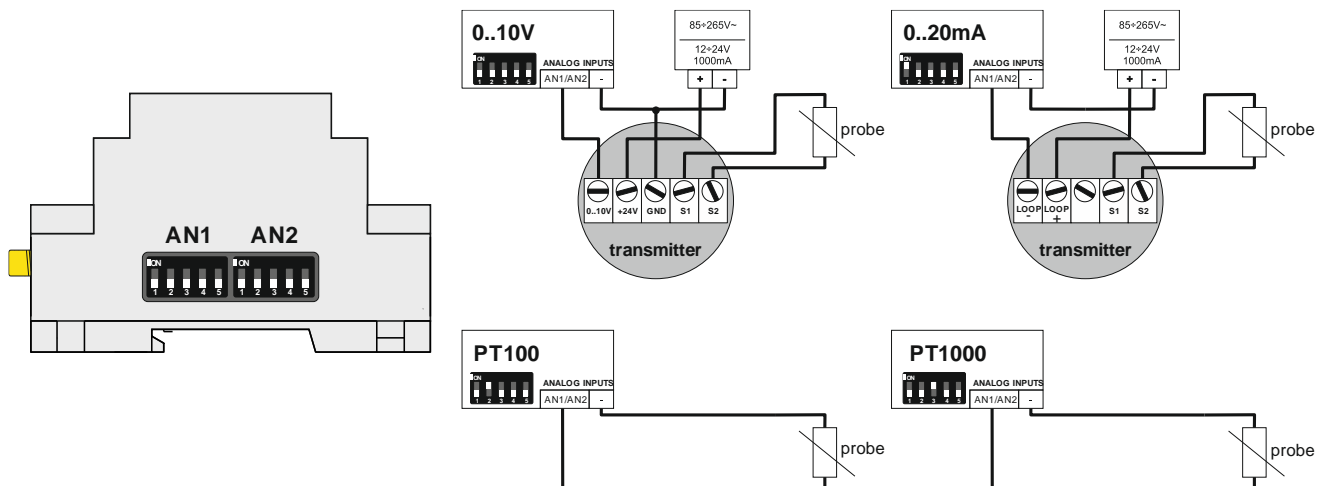 AN1 AN2
ON
1 2 3 4 5
ON
1 2 3 4 5
0..10V
ON
1 2 3 4 5
ANALOG INPUTS
AN1/AN2 -
85÷265V~
12÷24V
1000mA
+ -
probe
0..10V +24V GND S1 S2
transmitter
0..20mA
ON
1 2 3 4 5
ANALOG INPUTS
AN1/AN2 -
85÷265V~
12÷24V
1000mA
+ -
probe
LOOP LOOP S1 S2
- +
transmitter
PT100
ON
1 2 3 4 5
ANALOG INPUTS
AN1/AN2 -
probe
PT1000
ON
1 2 3 4 5
ANALOG INPUTS
AN1/AN2 -
probe